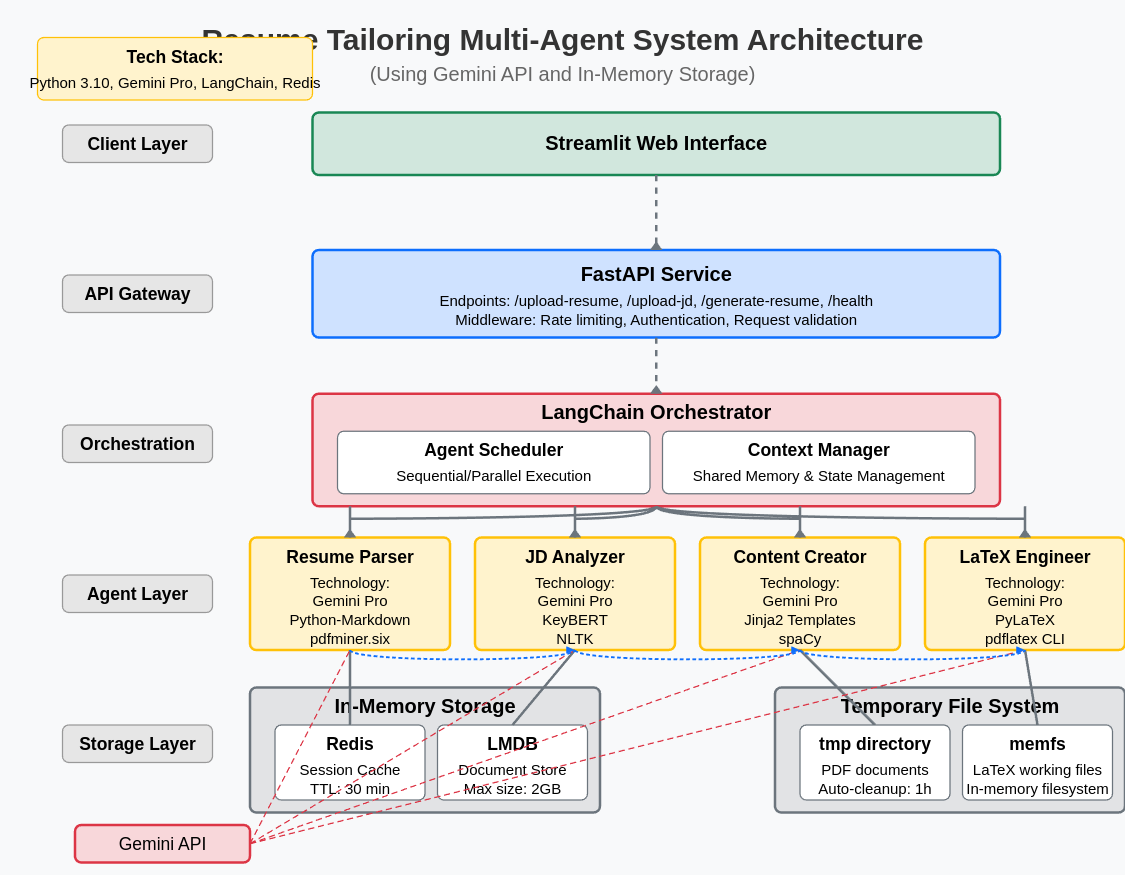 Resume Tailoring Multi-Agent System Architecture
(Using Gemini API and In-Memory Storage)
Tech Stack:
Python 3.10, Gemini Pro, LangChain, Redis
Client Layer
Streamlit Web Interface
API Gateway
FastAPI Service
Endpoints: /upload-resume, /upload-jd, /generate-resume, /health
Middleware: Rate limiting, Authentication, Request validation
Orchestration
LangChain Orchestrator
Agent Scheduler
Sequential/Parallel Execution
Context Manager
Shared Memory & State Management
Agent Layer
Resume Parser
Technology:
Gemini Pro
Python-Markdown
pdfminer.six
JD Analyzer
Technology:
Gemini Pro
KeyBERT
NLTK
Content Creator
Technology:
Gemini Pro
Jinja2 Templates
spaCy
LaTeX Engineer
Technology:
Gemini Pro
PyLaTeX
pdflatex CLI
Storage Layer
In-Memory Storage
Redis
Session Cache
TTL: 30 min
LMDB
Document Store
Max size: 2GB
Temporary File System
tmp directory
PDF documents
Auto-cleanup: 1h
memfs
LaTeX working files
In-memory filesystem
Gemini API